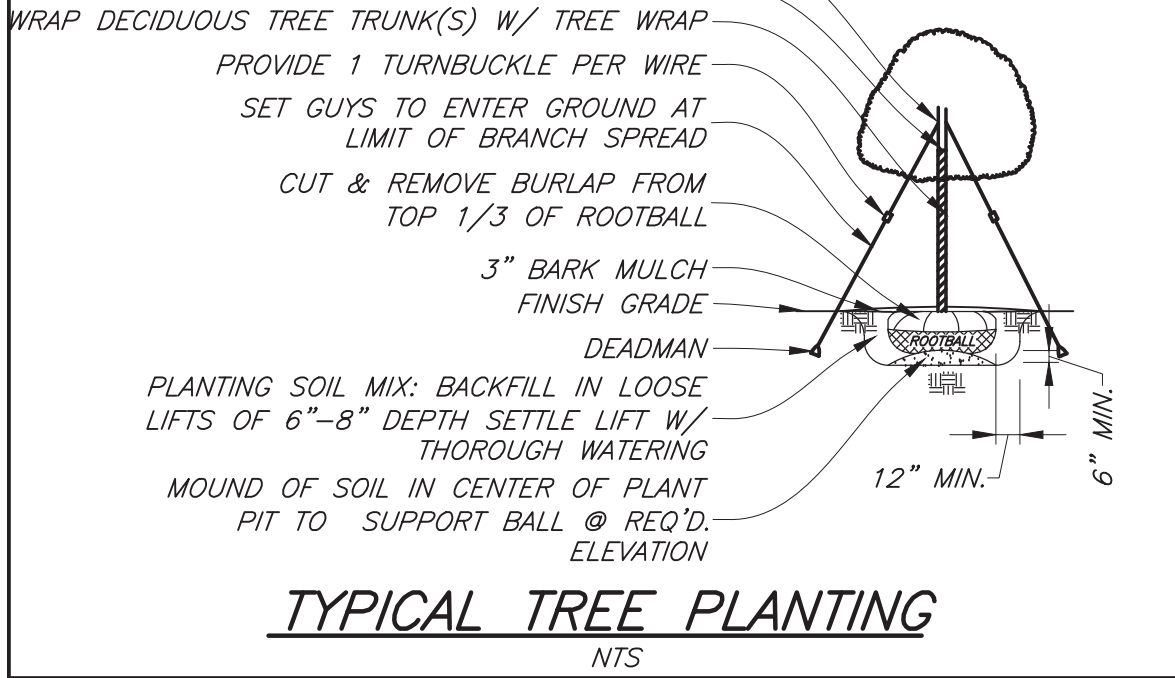 WRAP DECIDUOUS TREE TRUNK(S) W/ TREE WRAP
PROVIDE 1 TURNBUCKLE PER WIRE
SET GUYS TO ENTER GROUND AT
LIMIT OF BRANCH SPREAD
CUT & REMOVE BURLAP FROM
TOP 1/3 OF ROOTBALL
3" BARK MULCH
FINISH GRADE
DEADMAN
PLANTING SOIL MIX: BACKFILL IN LOOSE
LIFTS OF 6"-8" DEPTH SETTLE LIFT W/
THOROUGH WATERING
MOUND OF SOIL IN CENTER OF PLANT
PIT TO SUPPORT BALL @ REQ'D.
ELEVATION
ROOTBALL
12" MIN.
6" MIN.
TYPICAL TREE PLANTING
NTS